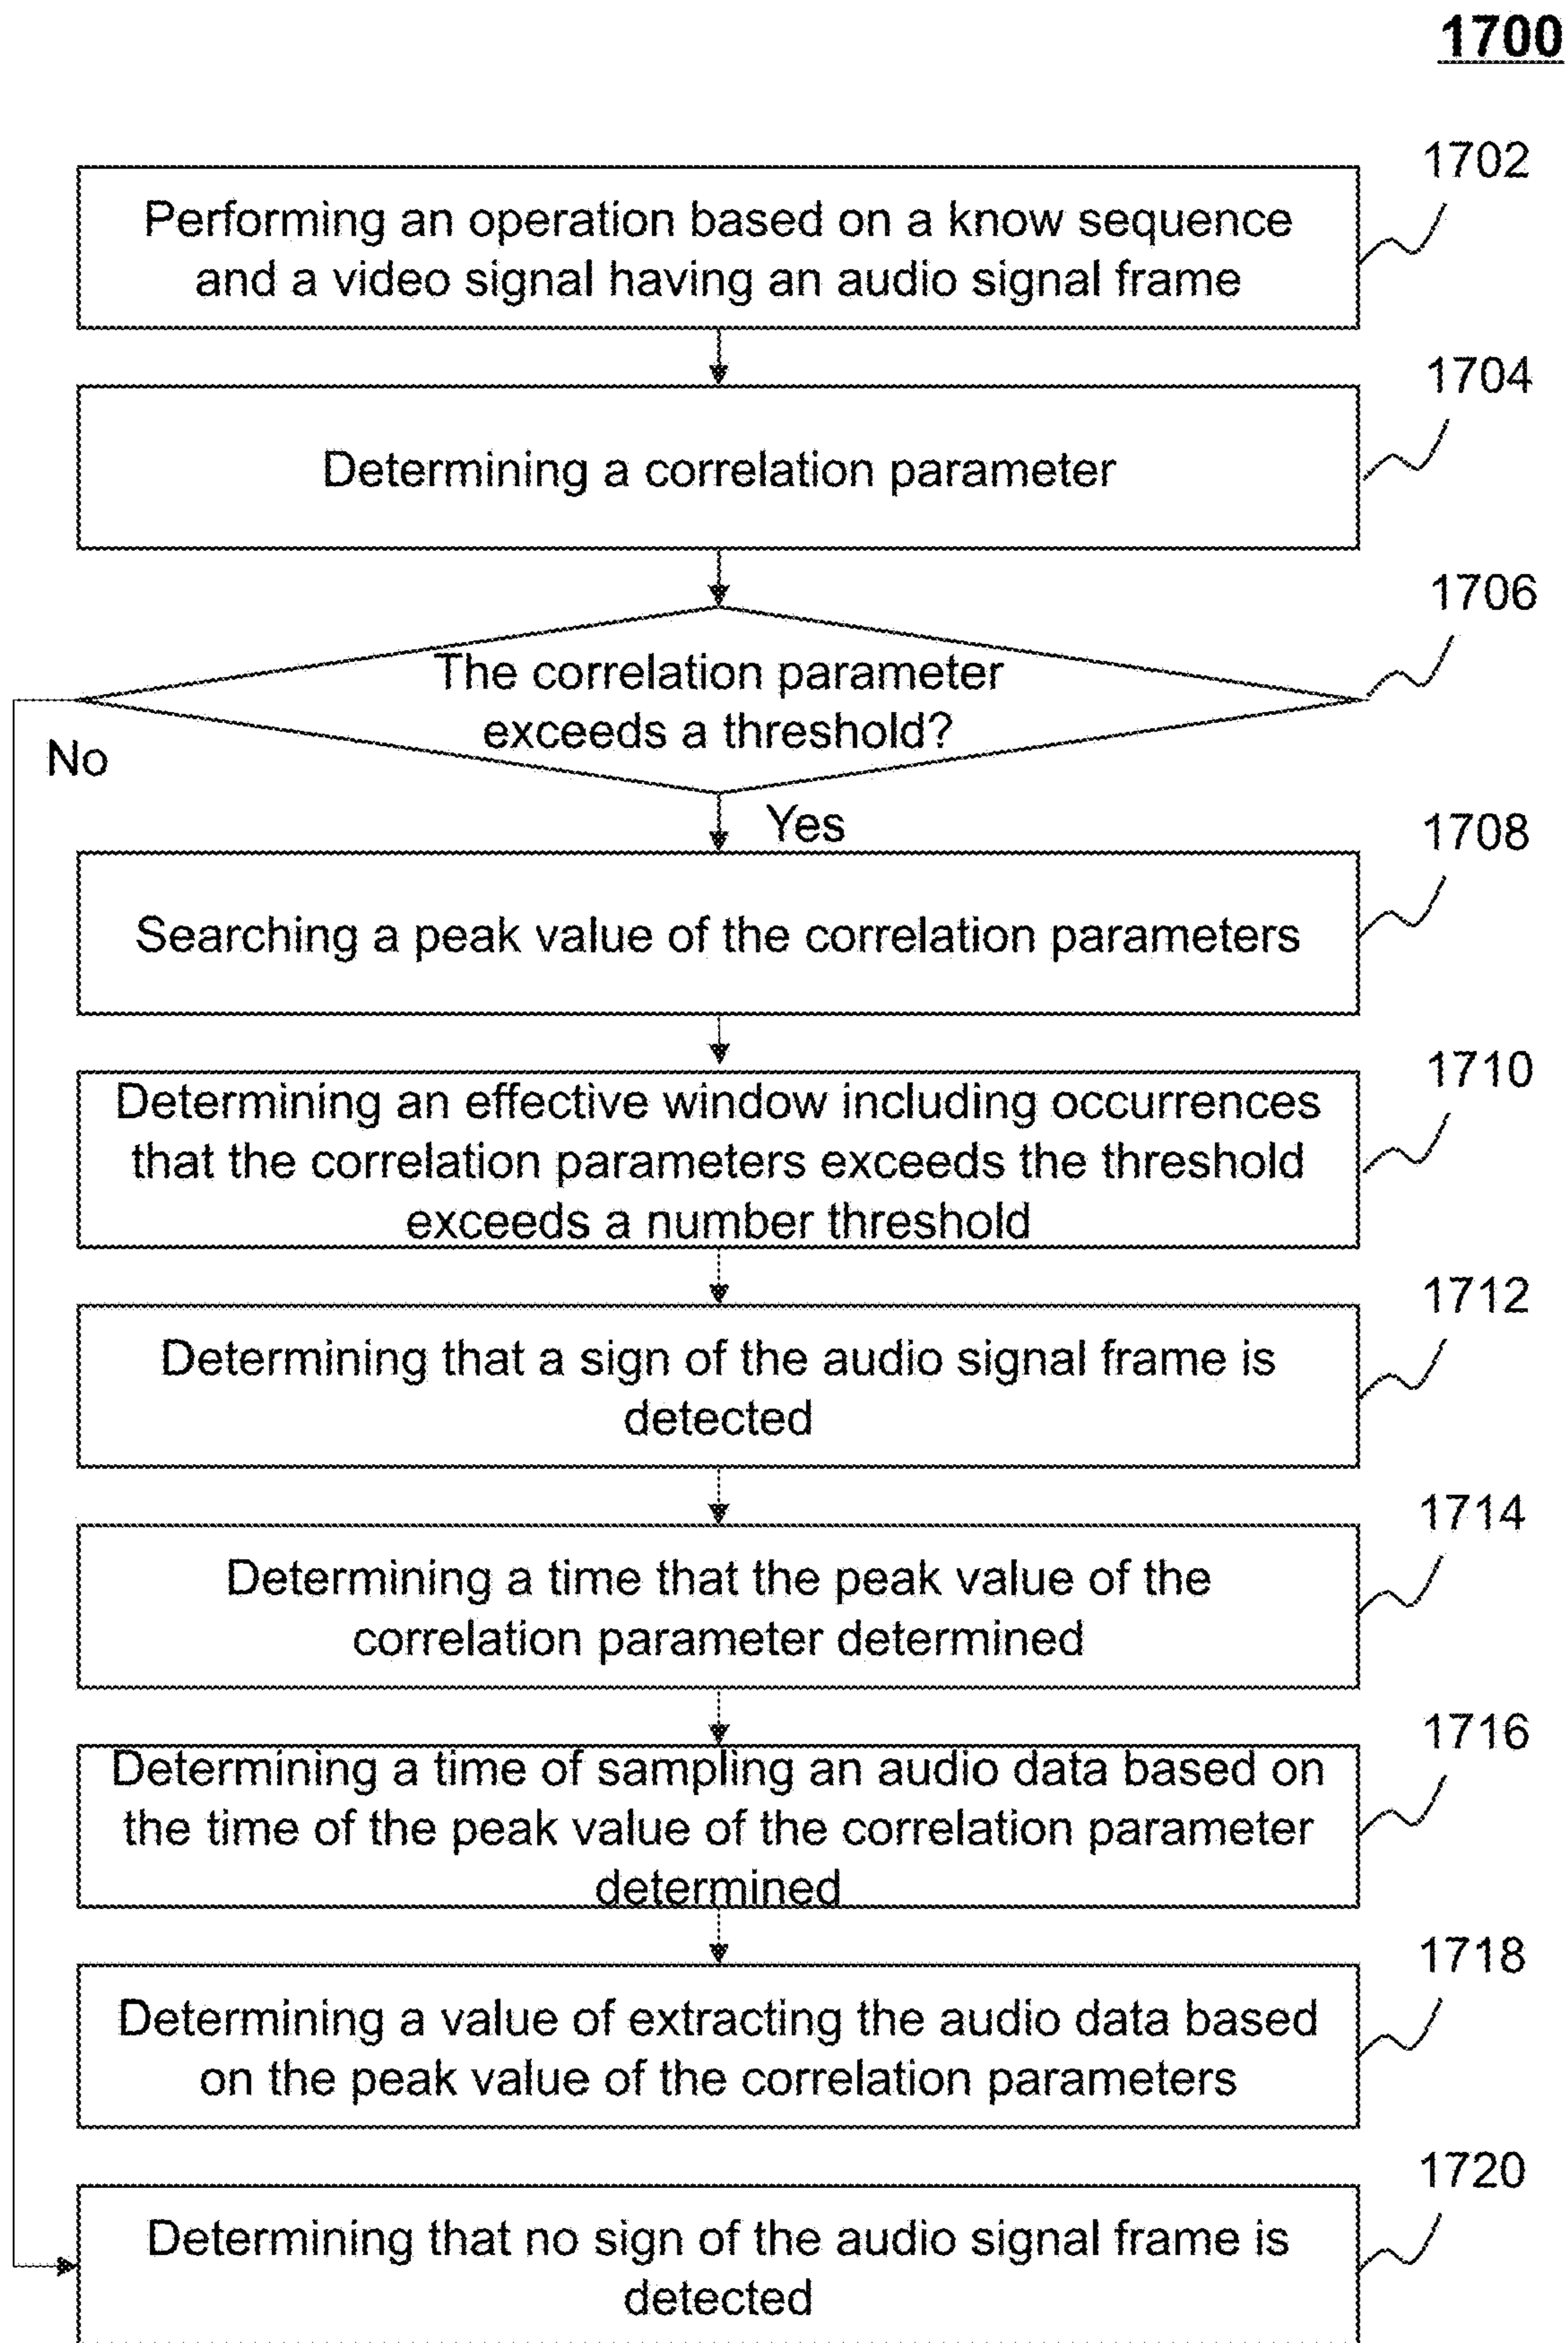 1700
1702
Performing an operation based on a know sequence
and a video signal having an audio signal frame
1704
Determining a correlation parameter
1706
The correlation parameter
exceeds a threshold?
No
Yes
1708
Searching a peak value of the correlation parameters
1710
Determining an effective window including occurrences
that the correlation parameters exceeds the threshold
exceeds a number threshold
1712
Determining that a sign of the audio signal frame is
detected
1714
Determining a time that the peak value of the
correlation parameter determined
1716
Determining a time of sampling an audio data based on
the time of the peak value of the correlation parameter
determined
1718
Determining a value of extracting the audio data based
on the peak value of the correlation parameters
1720
Determining that no sign of the audio signal frame is
detected